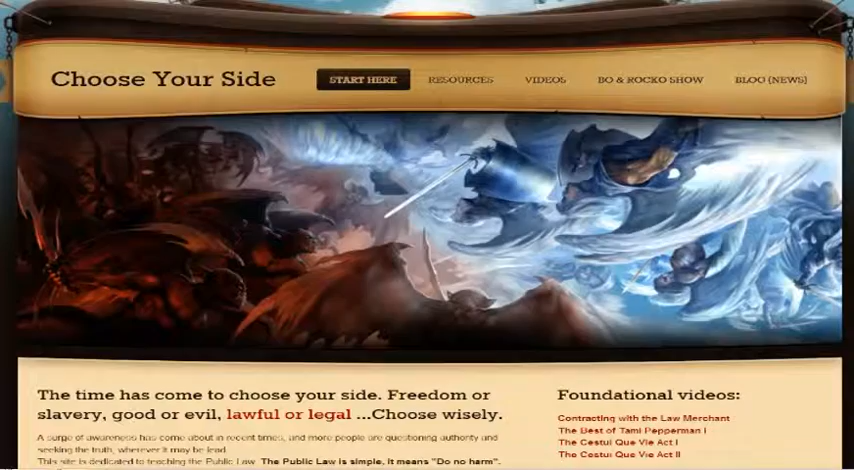 Choose Your Side
START HERE
RESOURCES
VIDEOS
BO & ROCKO SHOW
BLOG (NEWS)
The time has come to choose your side. Freedom or
slavery, good or evil, lawful or legal ...Choose wisely.
A surge of awareness has come about in recent times, and more people are questioning authority and
seeking the truth, wherever it may be lead.
This site is dedicated to teaching the Public Law. The Public Law is simple, it means "Do no harm".
Foundational videos:
Contracting with the Law Merchant
The Best of Tami Pepperman I
The Cestui Que Vie Act I
The Cestui Que Vie Act II